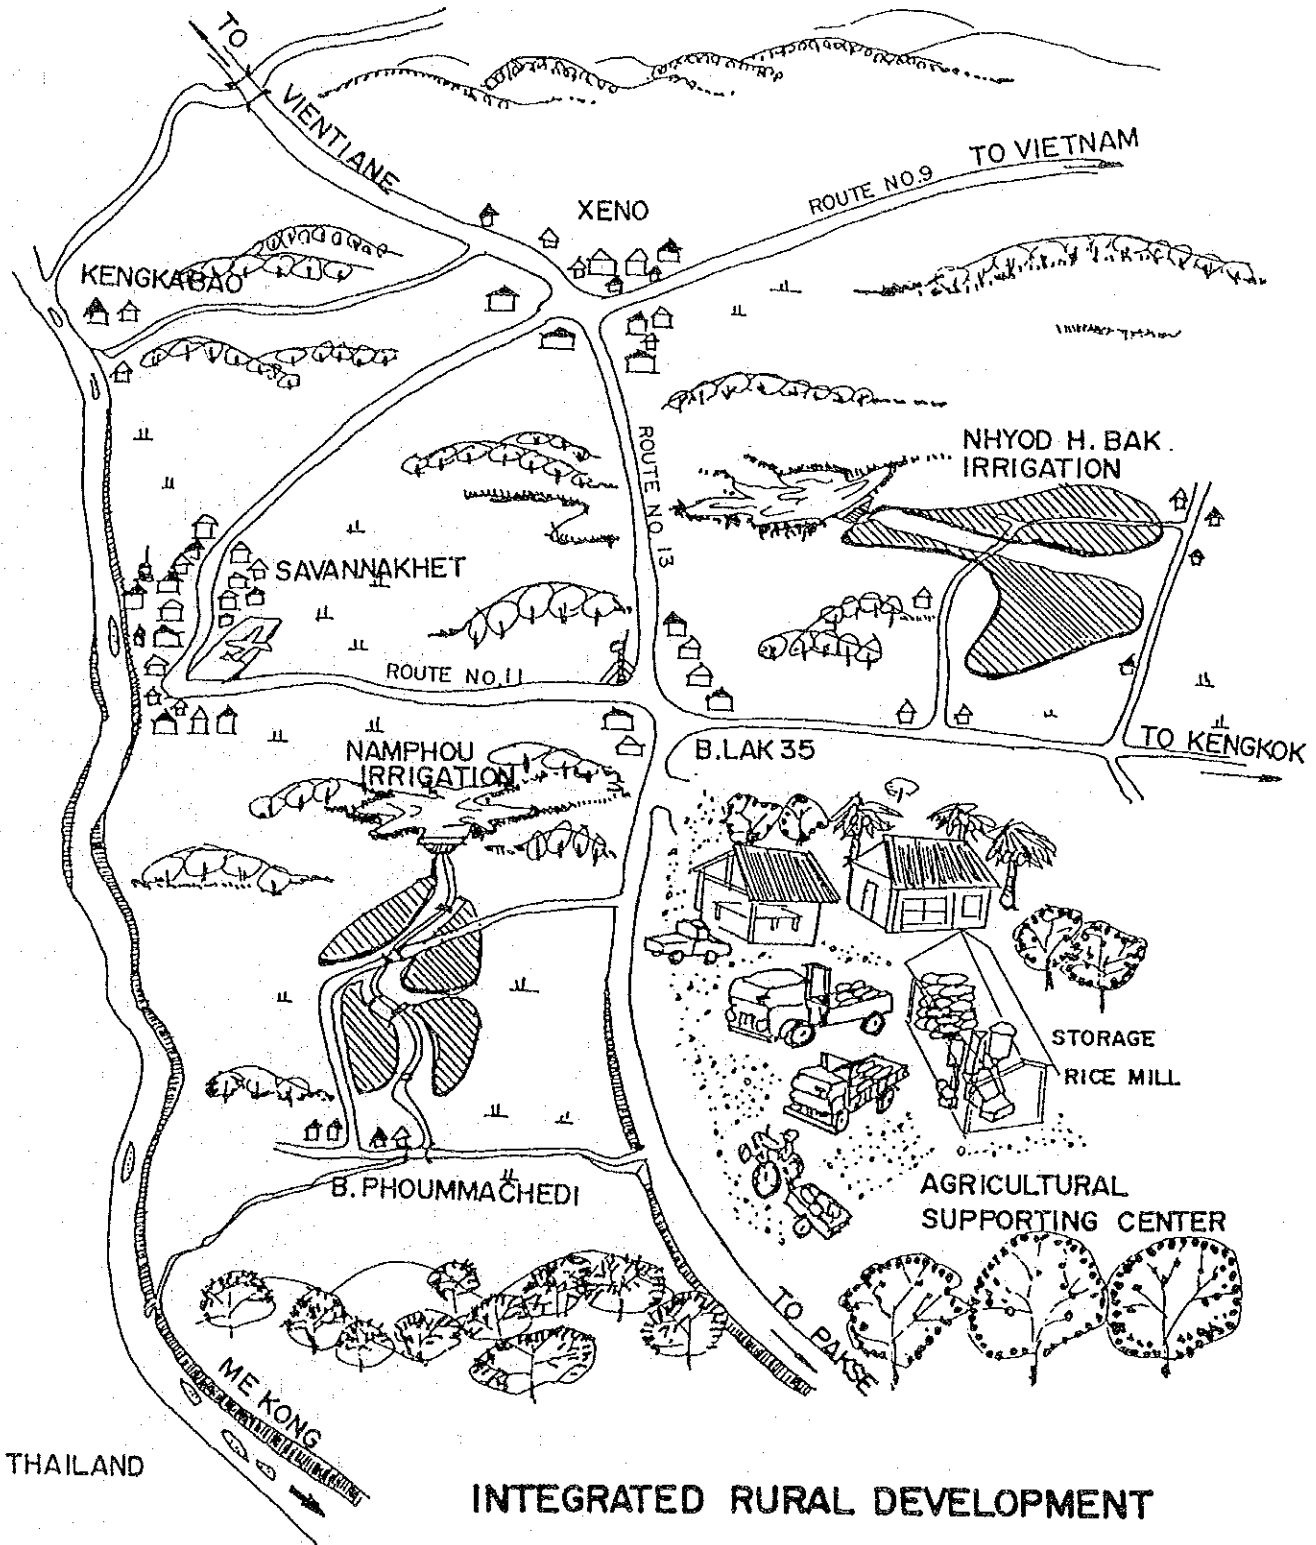 TO VIENTIANE
TO VIETNAM
ROUTE NO.9
XENO
KENGKABAO
NHYOD H. BAK.
IRRIGATION
ROUTE NO. 13
SAVANNAKHET
ROUTE NO.11
TO KENGKOK
B.LAK 35
NAMPHOU
IRRIGATION
STORAGE
RICE MILL
B. PHOUMMACHEDI
AGRICULTURAL
SUPPORTING CENTER
TO PAKSE
ME KONG
THAILAND
INTEGRATED RURAL DEVELOPMENT